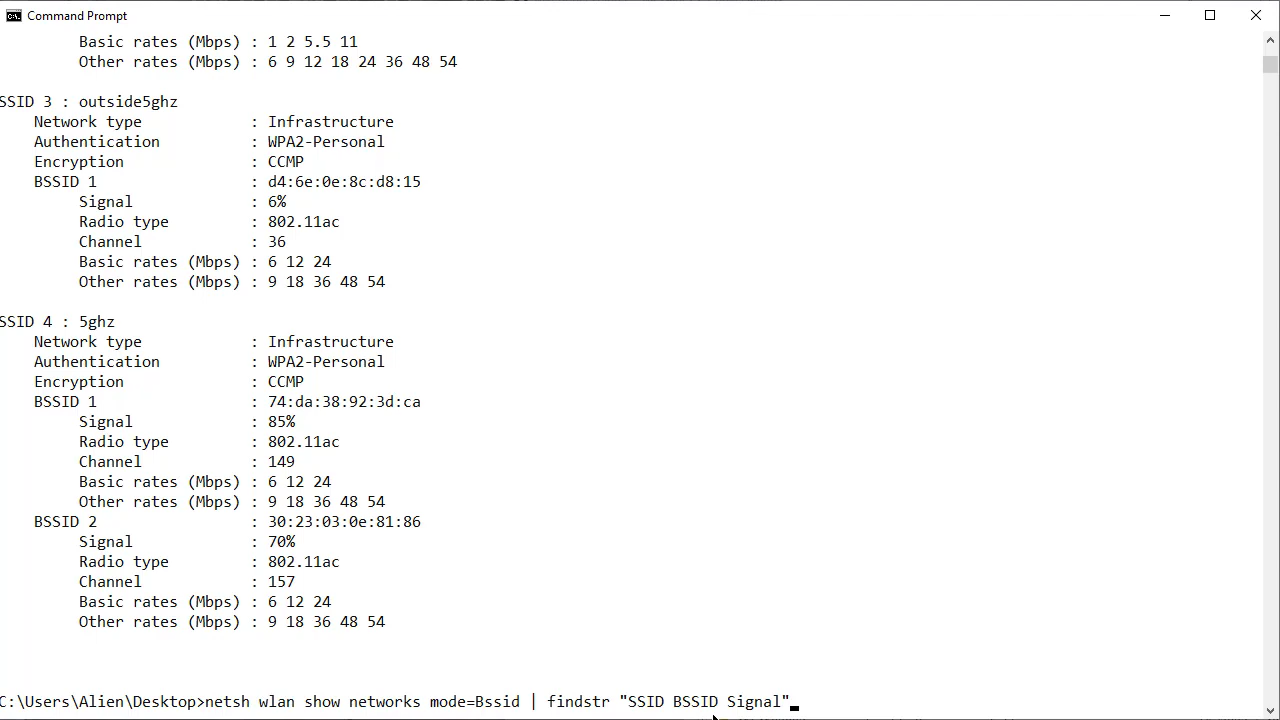 Command Prompt
Basic rates (Mbps) : 1 2 5.5 11
Other rates (Mbps) : 6 9 12 18 24 36 48 54
SSID 3 : outside5ghz
Network type : Infrastructure
Authentication : WPA2-Personal
Encryption : CCMP
BSSID 1 : d4:6e:0e:8c:d8:15
Signal : 6%
Radio type : 802.11ac
Channel : 36
Basic rates (Mbps) : 6 12 24
Other rates (Mbps) : 9 18 36 48 54
SSID 4 : 5ghz
Network type : Infrastructure
Authentication : WPA2-Personal
Encryption : CCMP
BSSID 1 : 74:da:38:92:3d:ca
Signal : 85%
Radio type : 802.11ac
Channel : 149
Basic rates (Mbps) : 6 12 24
Other rates (Mbps) : 9 18 36 48 54
BSSID 2 : 30:23:03:0e:81:86
Signal : 70%
Radio type : 802.11ac
Channel : 157
Basic rates (Mbps) : 6 12 24
Other rates (Mbps) : 9 18 36 48 54
C:\Users\Alien\Desktop>netsh wlan show networks mode=Bssid | findstr "SSID BSSID Signal"